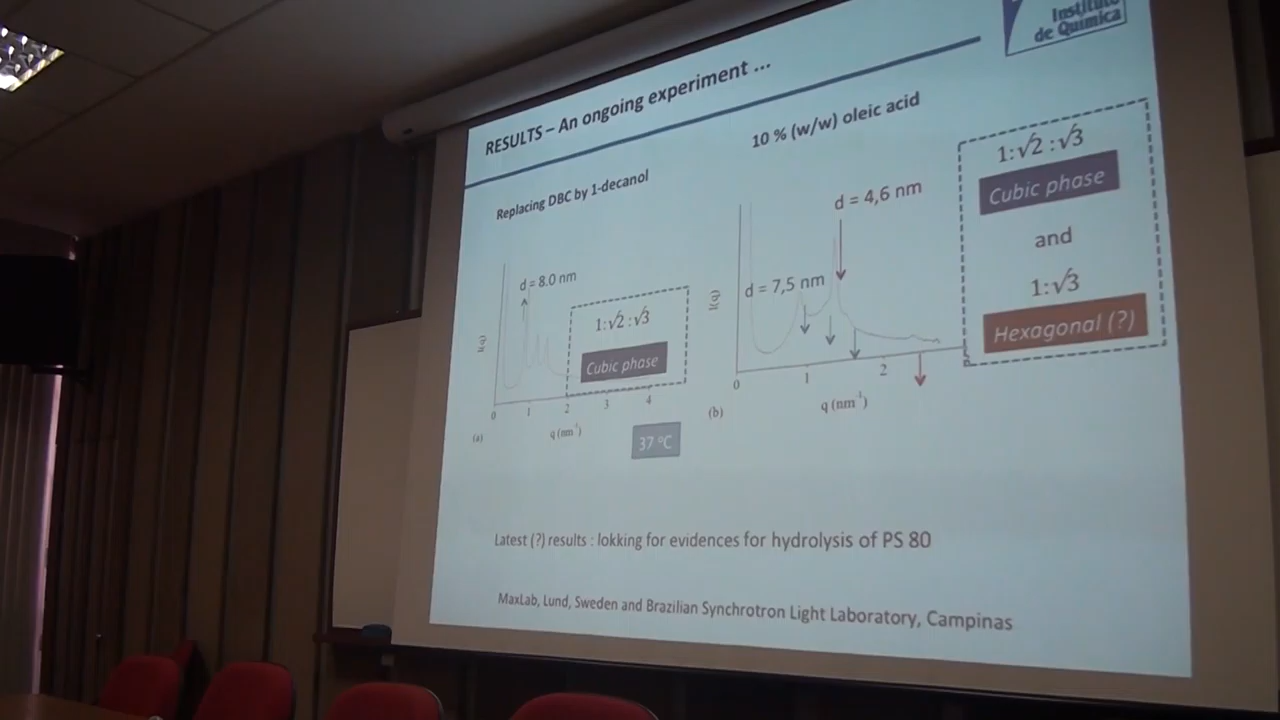 Instituto
de Química
RESULTS – An ongoing experiment ...
10 % (w/w) oleic acid
Replacing DBC by 1-decanol
d = 8.0 nm
1:√2 :√3
Cubic phase
I(q)
0 1 2 3 4
q (nm⁻¹)
(a)
37 ºC
d = 4,6 nm
d = 7,5 nm
I(q)
0 1 2
q (nm⁻¹)
(b)
1:√2 :√3
Cubic phase
and
1:√3
Hexagonal (?)
Latest (?) results : lokking for evidences for hydrolysis of PS 80
MaxLab, Lund, Sweden and Brazilian Synchrotron Light Laboratory, Campinas